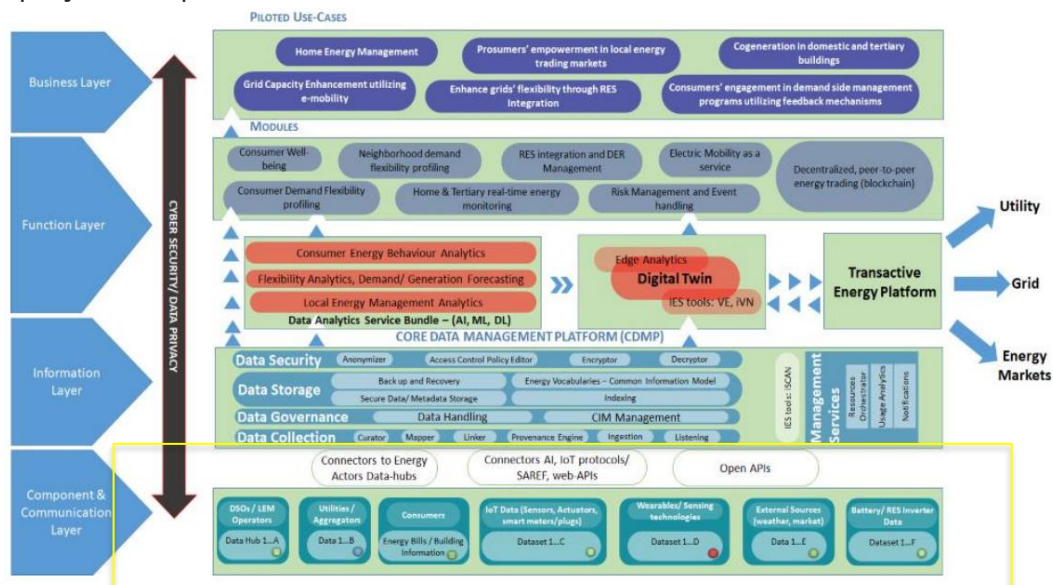 PILOTED USE-CASES
Business Layer
Home Energy Management
Prosumers' empowerment in local energy
trading markets
Cogeneration in domestic and tertiary
buildings
Grid Capacity Enhancement utilizing
e-mobility
Enhance grids' flexibility through RES
Integration
Consumers' engagement in demand side management
programs utilizing feedback mechanisms
MODULES
Function Layer
Consumer Well-
being
Neighborhood demand
flexibility profiling
RES integration and DER
Management
Electric Mobility as a
service
Decentralized, peer-to-peer
energy trading (blockchain)
Consumer Demand Flexibility
profiling
Home & Tertiary real-time energy
monitoring
Risk Management and Event
handling
CYBER SECURITY/ DATA PRIVACY
Consumer Energy Behaviour Analytics
Flexibility Analytics, Demand/ Generation Forecasting
Local Energy Management Analytics
Data Analytics Service Bundle – (AI, ML, DL)
Edge Analytics
Digital Twin
IES tools: VE, iVN
Transactive
Energy Platform
Utility
Grid
Energy
Markets
CORE DATA MANAGEMENT PLATFORM (CDMP)
Information
Layer
Data Security
Anonymizer
Access Control Policy Editor
Encryptor
Decryptor
Data Storage
Back up and Recovery
Energy Vocabularies – Common Information Model
Secure Data/ Metadata Storage
Indexing
Data Governance
Data Handling
CIM Management
Data Collection
Curator
Mapper
Linker
Provenance Engine
Ingestion
Listening
IES tools: iSCAN
Management
Services
Resources
Orchestrator
Usage Analytics
Notifications
Component &
Communication
Layer
Connectors to Energy
Actors Data-hubs
Connectors AI, IoT protocols/
SAREF, web-APIs
Open APIs
DSOs / LEM
Operators
Data Hub 1...A
Utilities /
Aggregators
Data 1...B
Consumers
Energy Bills / Building
Information
IoT Data (Sensors, Actuators,
smart meters/plugs)
Dataset 1...C
Wearables/ Sensing
technologies
Dataset 1...D
External Sources
(weather, market)
Data 1...E
Battery/ RES Inverter
Data
Dataset 1...F